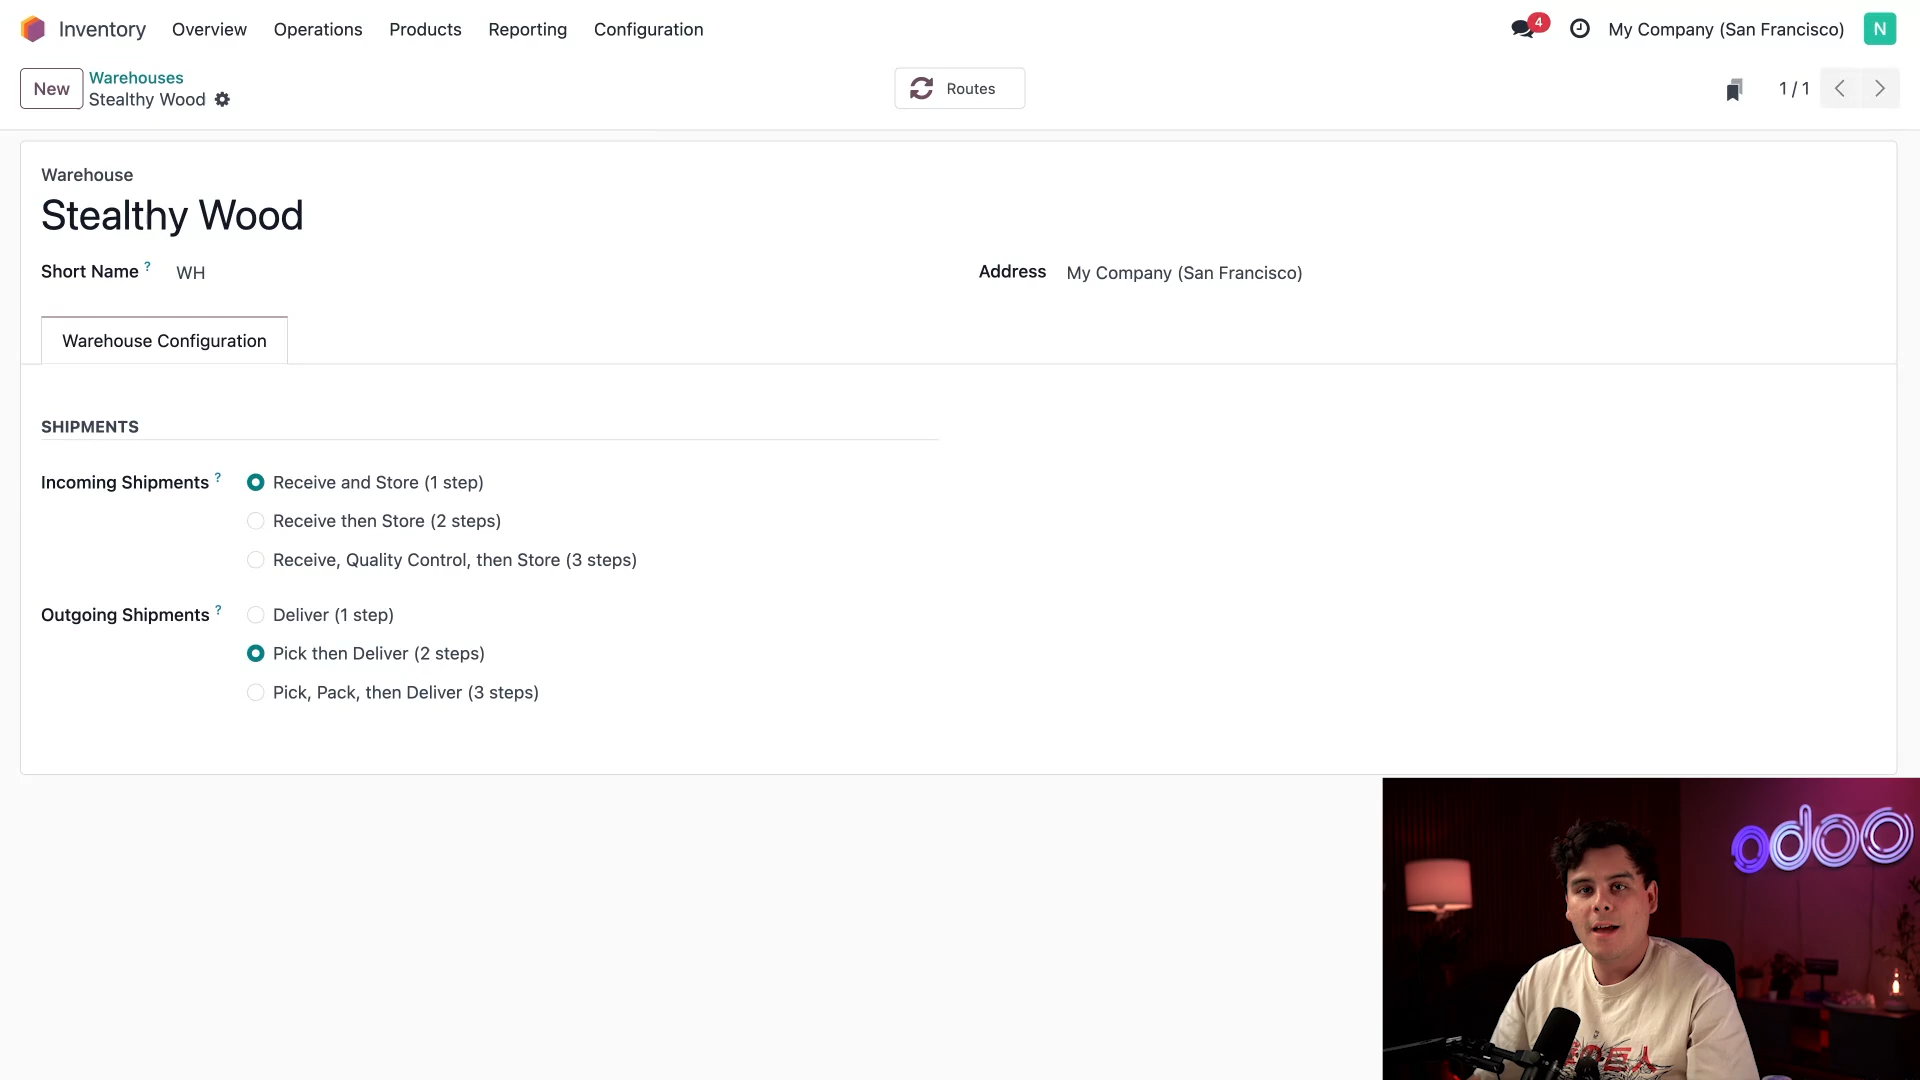 Inventory Overview Operations Products Reporting Configuration 4 My Company (San Francisco) N
New Warehouses Routes 1 / 1
Stealthy Wood
Warehouse
Stealthy Wood
Short Name ? WH Address My Company (San Francisco)
Warehouse Configuration
SHIPMENTS
Incoming Shipments ? Receive and Store (1 step)
Receive then Store (2 steps)
Receive, Quality Control, then Store (3 steps)
Outgoing Shipments ? Deliver (1 step)
Pick then Deliver (2 steps)
Pick, Pack, then Deliver (3 steps)
odoo